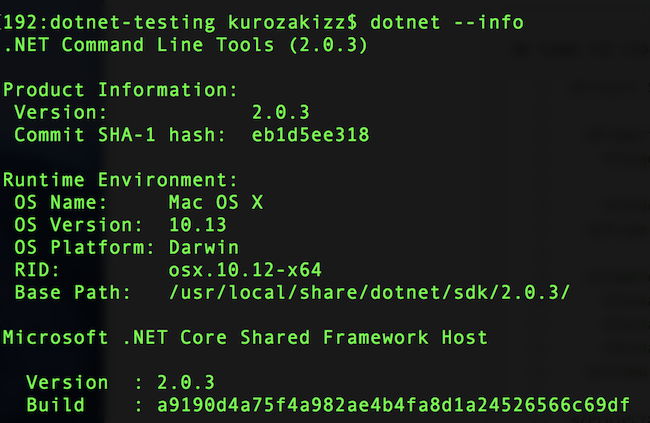 192:dotnet-testing kurozakizz$ dotnet --info
.NET Command Line Tools (2.0.3)
Product Information:
Version: 2.0.3
Commit SHA-1 hash: eb1d5ee318
Runtime Environment:
OS Name: Mac OS X
OS Version: 10.13
OS Platform: Darwin
RID: osx.10.12-x64
Base Path: /usr/local/share/dotnet/sdk/2.0.3/
Microsoft .NET Core Shared Framework Host
Version : 2.0.3
Build : a9190d4a75f4a982ae4b4fa8d1a24526566c69df